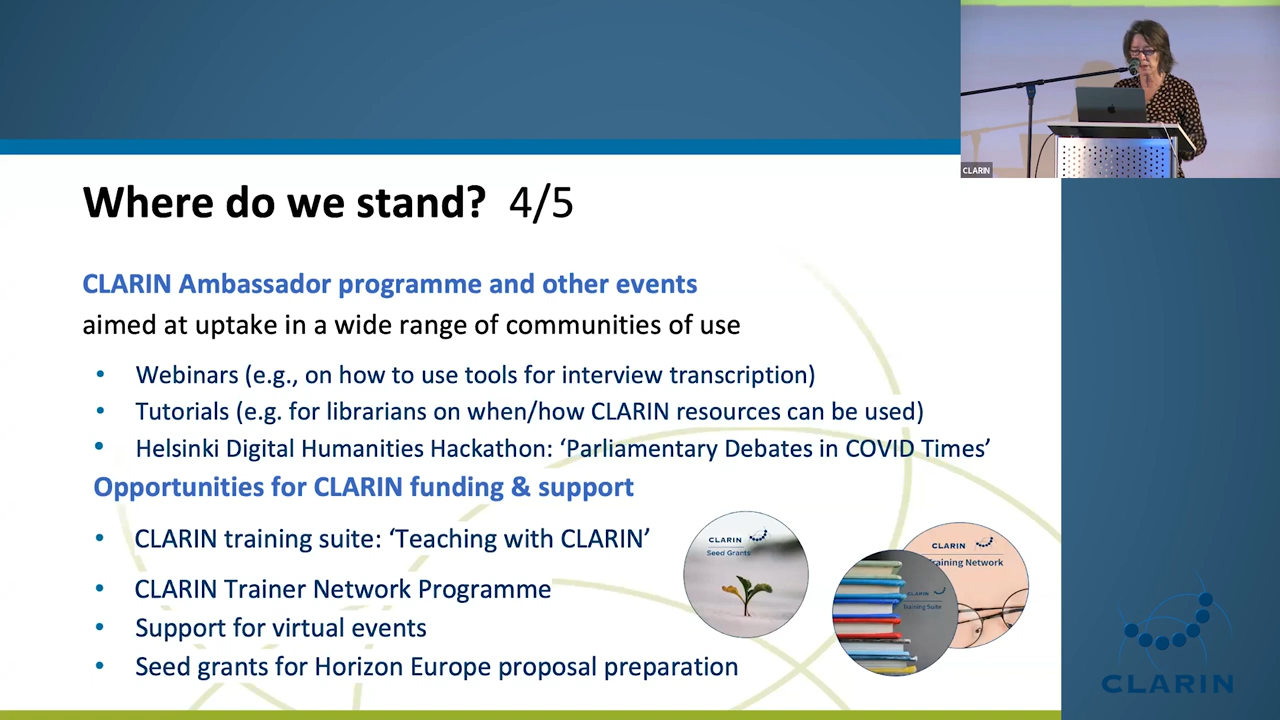 CLARIN
Where do we stand? 4/5
CLARIN Ambassador programme and other events
aimed at uptake in a wide range of communities of use
• Webinars (e.g., on how to use tools for interview transcription)
• Tutorials (e.g. for librarians on when/how CLARIN resources can be used)
• Helsinki Digital Humanities Hackathon: ‘Parliamentary Debates in COVID Times’
Opportunities for CLARIN funding & support
• CLARIN training suite: ‘Teaching with CLARIN’
• CLARIN Trainer Network Programme
• Support for virtual events
• Seed grants for Horizon Europe proposal preparation
CLARIN
Seed Grants
CLARIN
Training Network
CLARIN
Training Suite
CLARIN